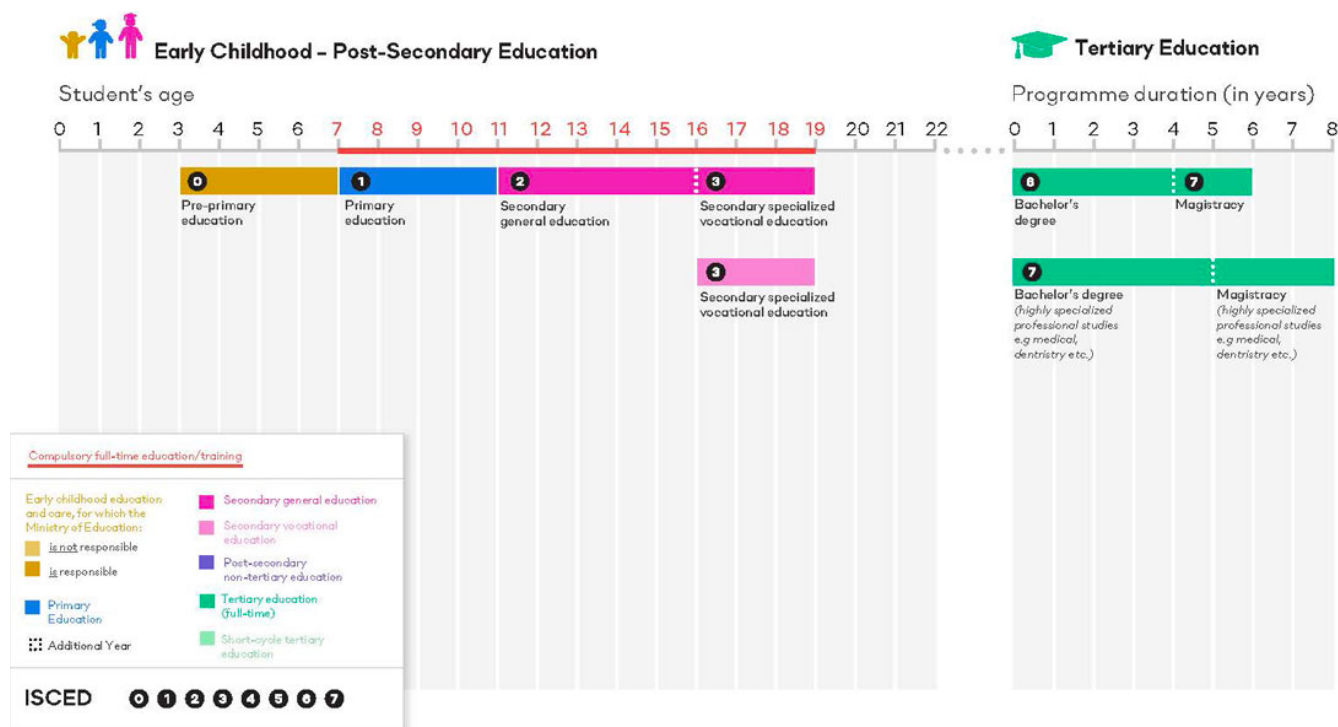 Early Childhood – Post-Secondary Education
Student's age
0 1 2 3 4 5 6 7 8 9 10 11 12 13 14 15 16 17 18 19 20 21 22
0
Pre-primary
education
1
Primary
education
2
Secondary
general education
3
Secondary specialized
vocational education
3
Secondary specialized
vocational education
Tertiary Education
Programme duration (in years)
0 1 2 3 4 5 6 7 8
6
Bachelor's
degree
7
Magistracy
7
Bachelor's degree
(highly specialized
professional studies
e.g medical,
dentristry etc.)
Magistracy
(highly specialized
professional studies
e.g medical,
dentristry etc.)
Compulsory full-time education/training
Early childhood education
and care, for which the
Ministry of Education:
is not responsible
is responsible
Primary
Education
Additional Year
Secondary general education
Secondary vocational
education
Post-secondary
non-tertiary education
Tertiary education
(full-time)
Short-cycle tertiary
education
ISCED 0 1 2 3 4 5 6 7